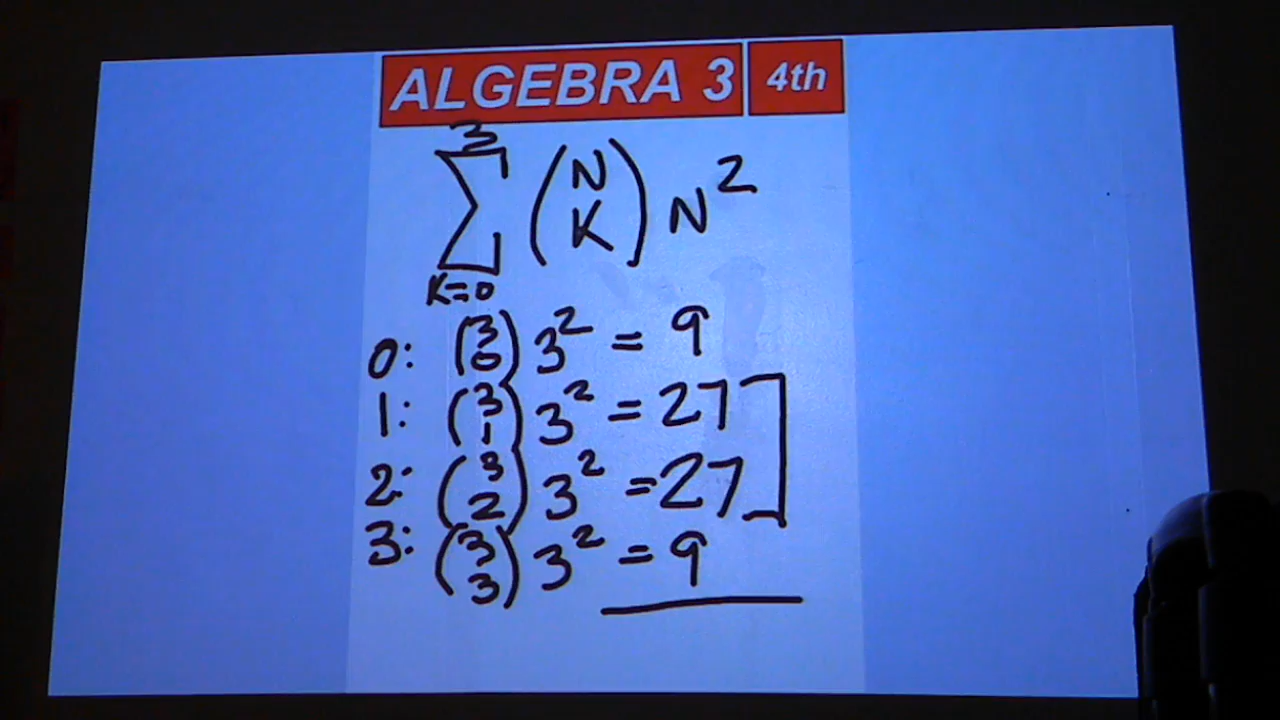 ALGEBRA 3 4th
3
∑ (N K) N²
K=0
0: (3 0) 3² = 9
1: (3 1) 3² = 27
2: (3 2) 3² = 27
3: (3 3) 3² = 9